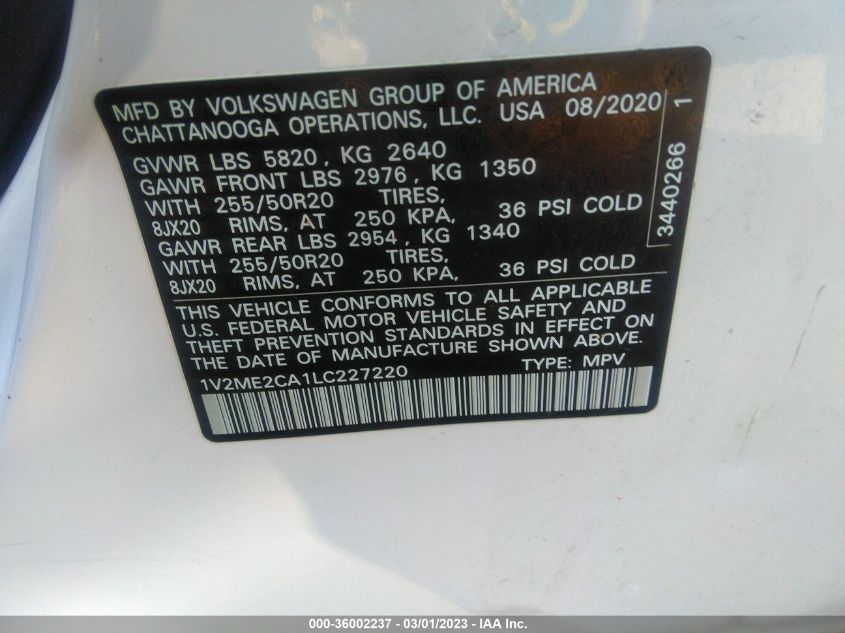 MFD BY VOLKSWAGEN GROUP OF AMERICA
CHATTANOOGA OPERATIONS, LLC. USA 08/2020
GVWR LBS 5820, KG 2640
GAWR FRONT LBS 2976, KG 1350
WITH 255/50R20 TIRES,
8JX20 RIMS, AT 250 KPA, 36 PSI COLD
GAWR REAR LBS 2954, KG 1340
WITH 255/50R20 TIRES,
8JX20 RIMS, AT 250 KPA, 36 PSI COLD
3440266 1
THIS VEHICLE CONFORMS TO ALL APPLICABLE
U.S. FEDERAL MOTOR VEHICLE SAFETY AND
THEFT PREVENTION STANDARDS IN EFFECT ON
THE DATE OF MANUFACTURE SHOWN ABOVE.
1V2ME2CA1LC227220 TYPE: MPV
000-36002237 - 03/01/2023 - IAA Inc.